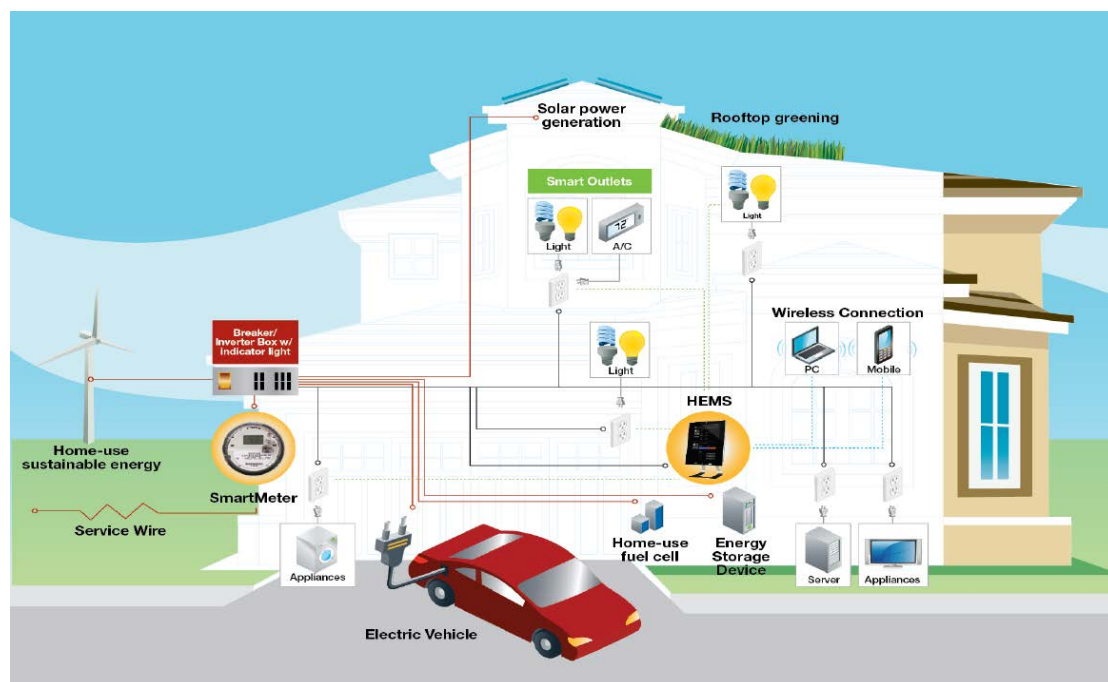 Solar power
generation
Rooftop greening
Smart Outlets
Light
A/C
72°
Light
Breaker/
Inverter Box w/
Indicator light
Light
Wireless Connection
PC
Mobile
HEMS
Home-use
sustainable energy
SmartMeter
Service Wire
Appliances
Home-use
fuel cell
Energy
Storage
Device
Server
Appliances
Electric Vehicle